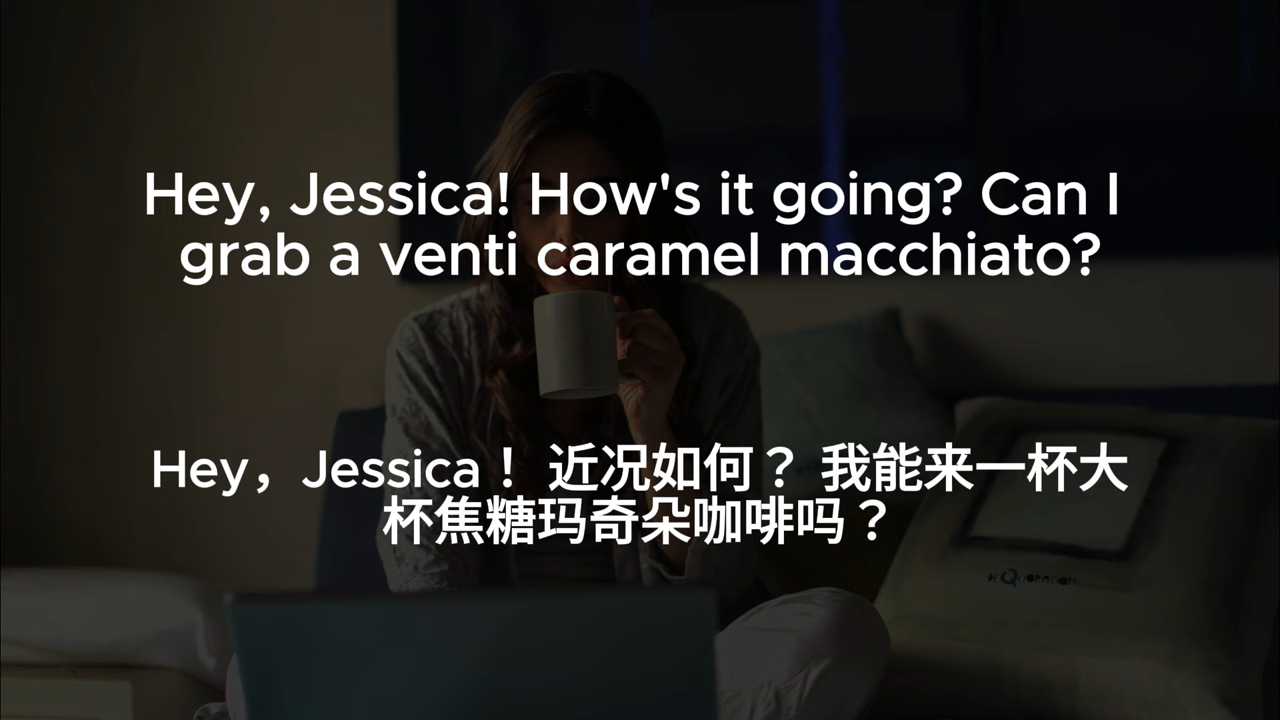 Hey, Jessica! How's it going? Can I
grab a venti caramel macchiato?
Hey，Jessica！ 近况如何？ 我能来一杯大
杯焦糖玛奇朵咖啡吗？